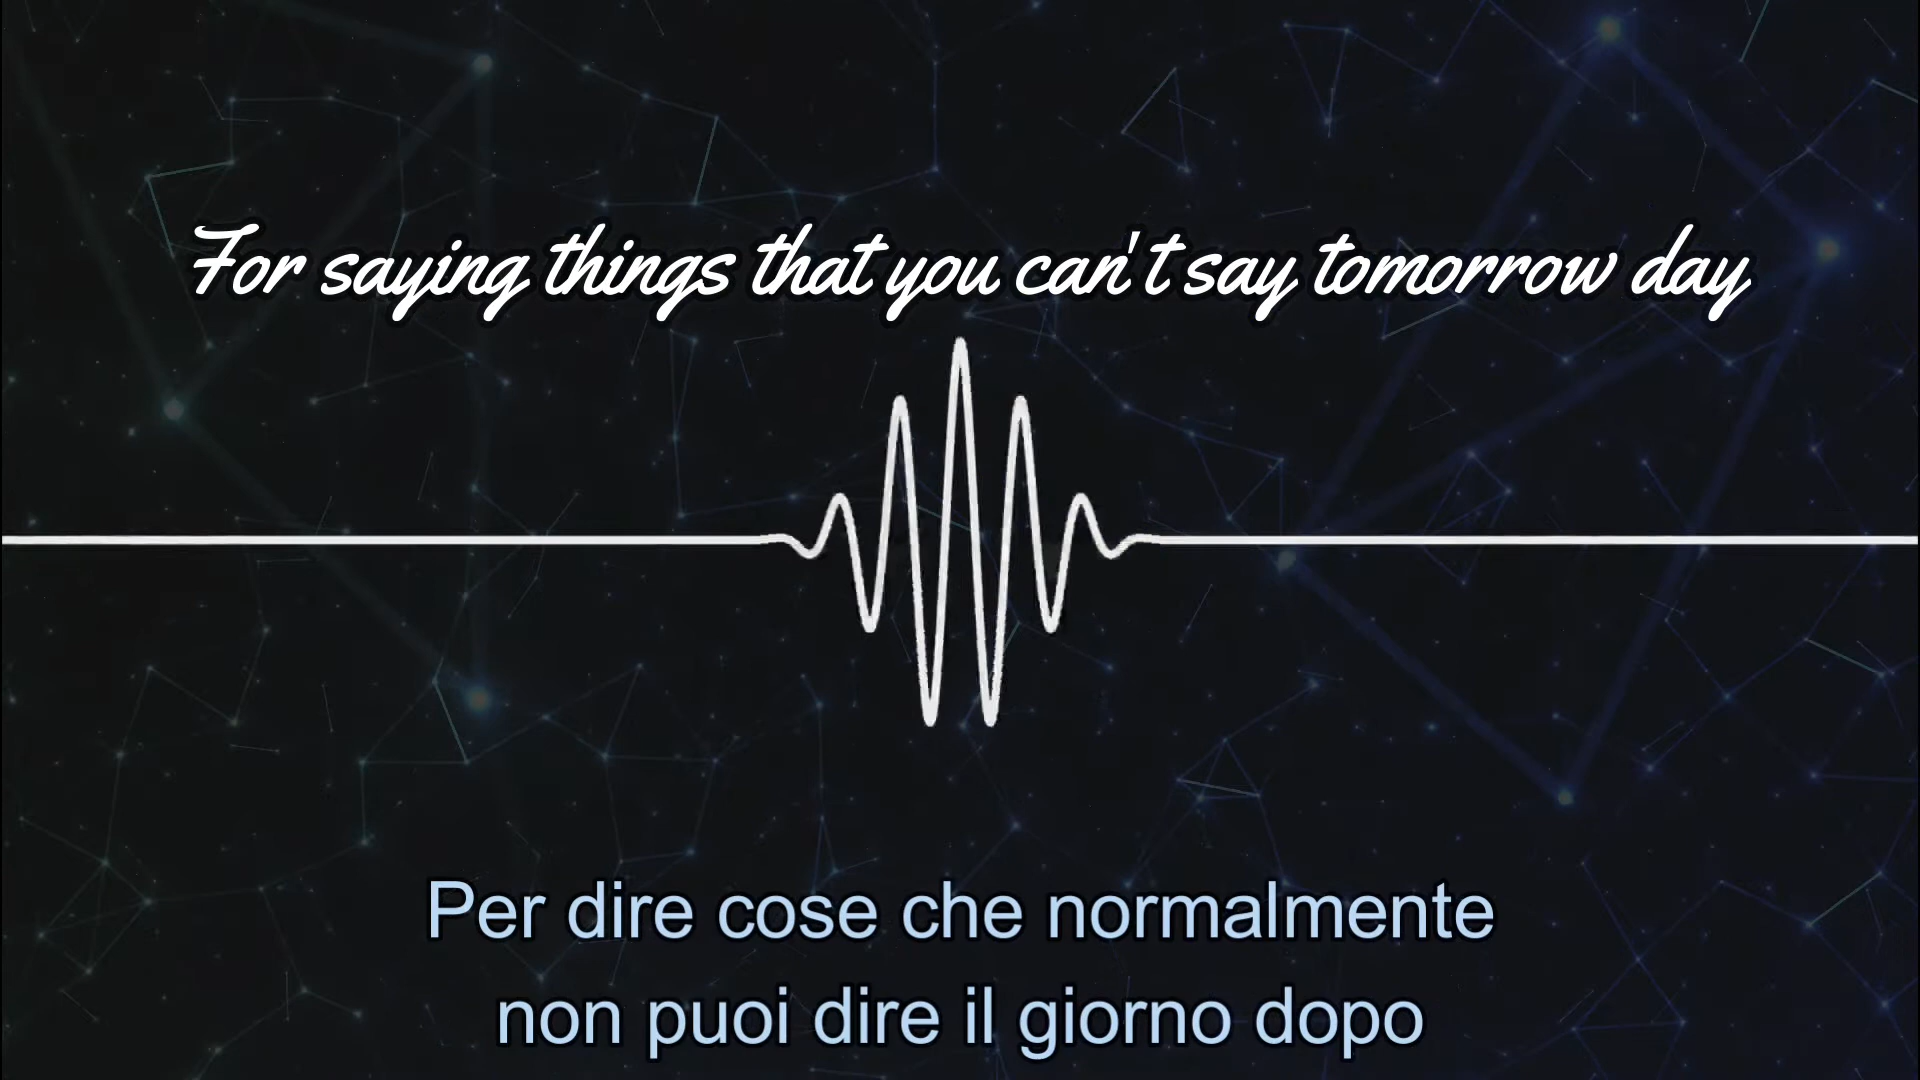 For saying things that you can't say tomorrow day
Per dire cose che normalmente
non puoi dire il giorno dopo